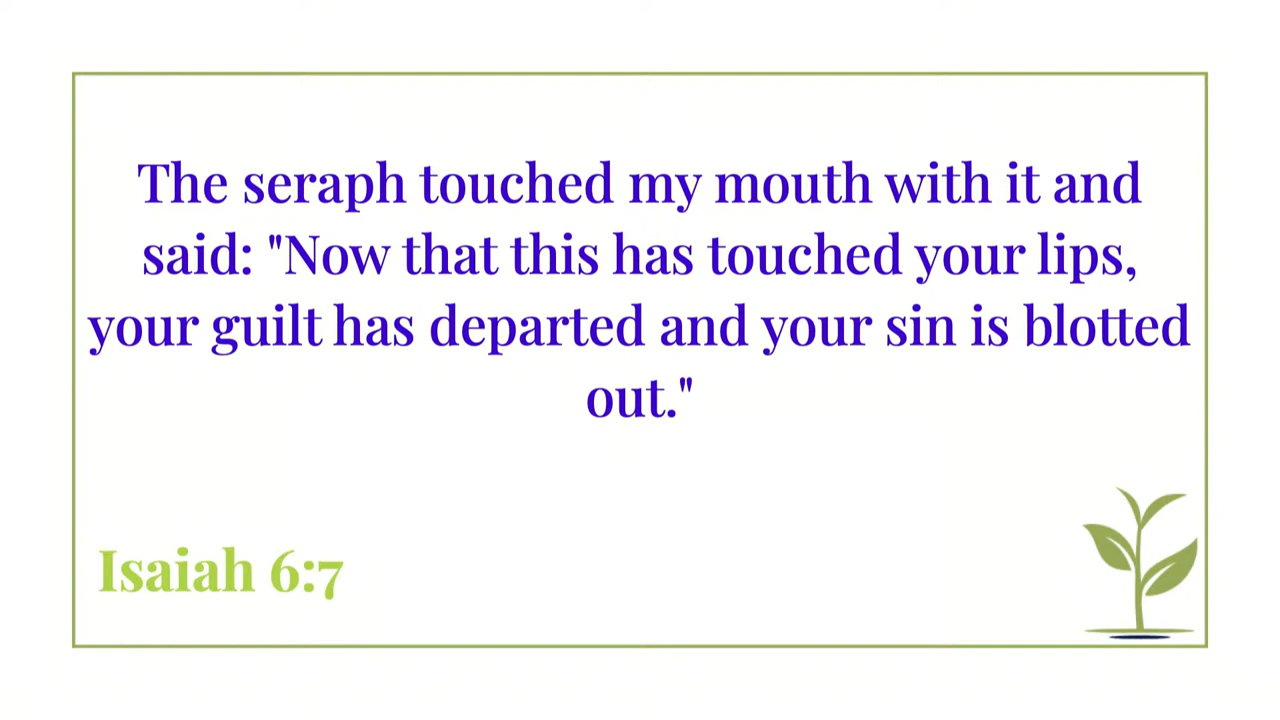 The seraph touched my mouth with it and
said: "Now that this has touched your lips,
your guilt has departed and your sin is blotted
out."
Isaiah 6:7